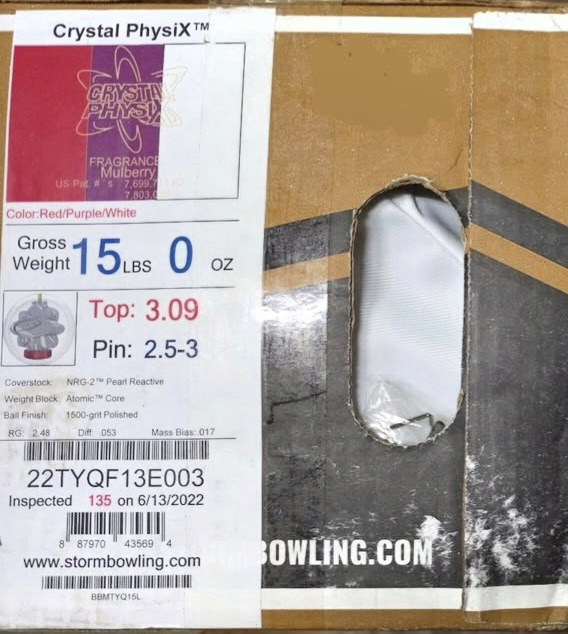 Crystal PhysiX™
CRYSTAL
PHYSIX
FRAGRANCE
Mulberry
US Pat. #'s
Color:Red/Purple/White
Gross
Weight 15 LBS 0 OZ
Top: 3.09
Pin: 2.5-3
Coverstock: NRG-2™ Pearl Reactive
Weight Block: Atomic™ Core
Ball Finish: 1500-grit Polished
RG: 2.48 Diff: .053 Mass Bias: .017
22TYQF13E003
Inspected 135 on 6/13/2022
8 87970 43569 4
www.stormbowling.com
BBMTYQ15L
BOWLING.COM